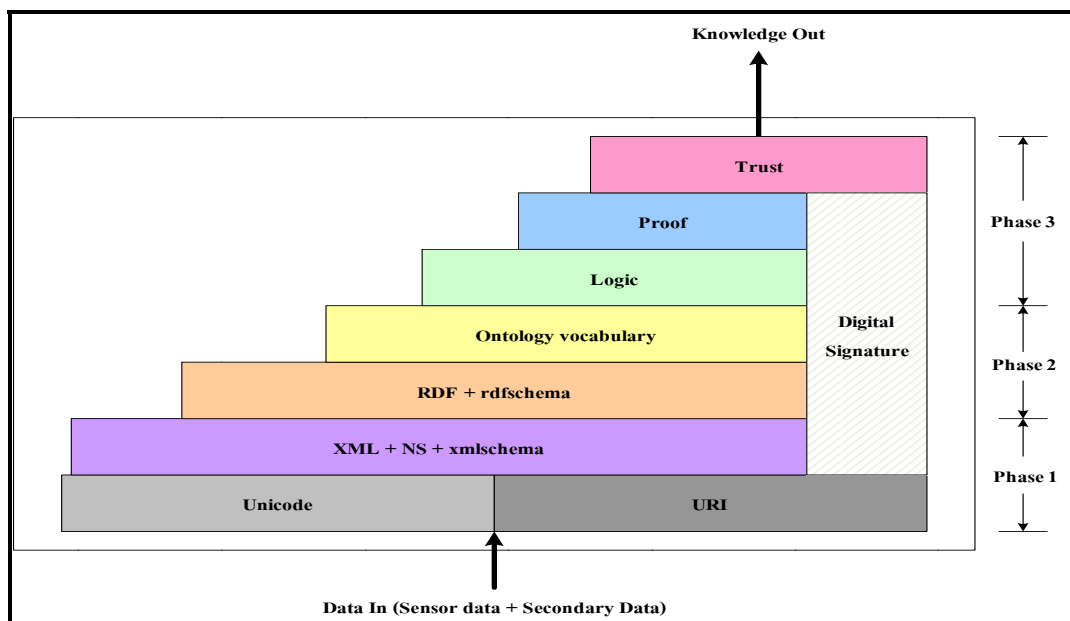 Knowledge Out
Trust
Proof
Phase 3
Logic
Digital
Signature
Ontology vocabulary
Phase 2
RDF + rdfschema
XML + NS + xmlschema
Phase 1
Unicode
URI
Data In (Sensor data + Secondary Data)